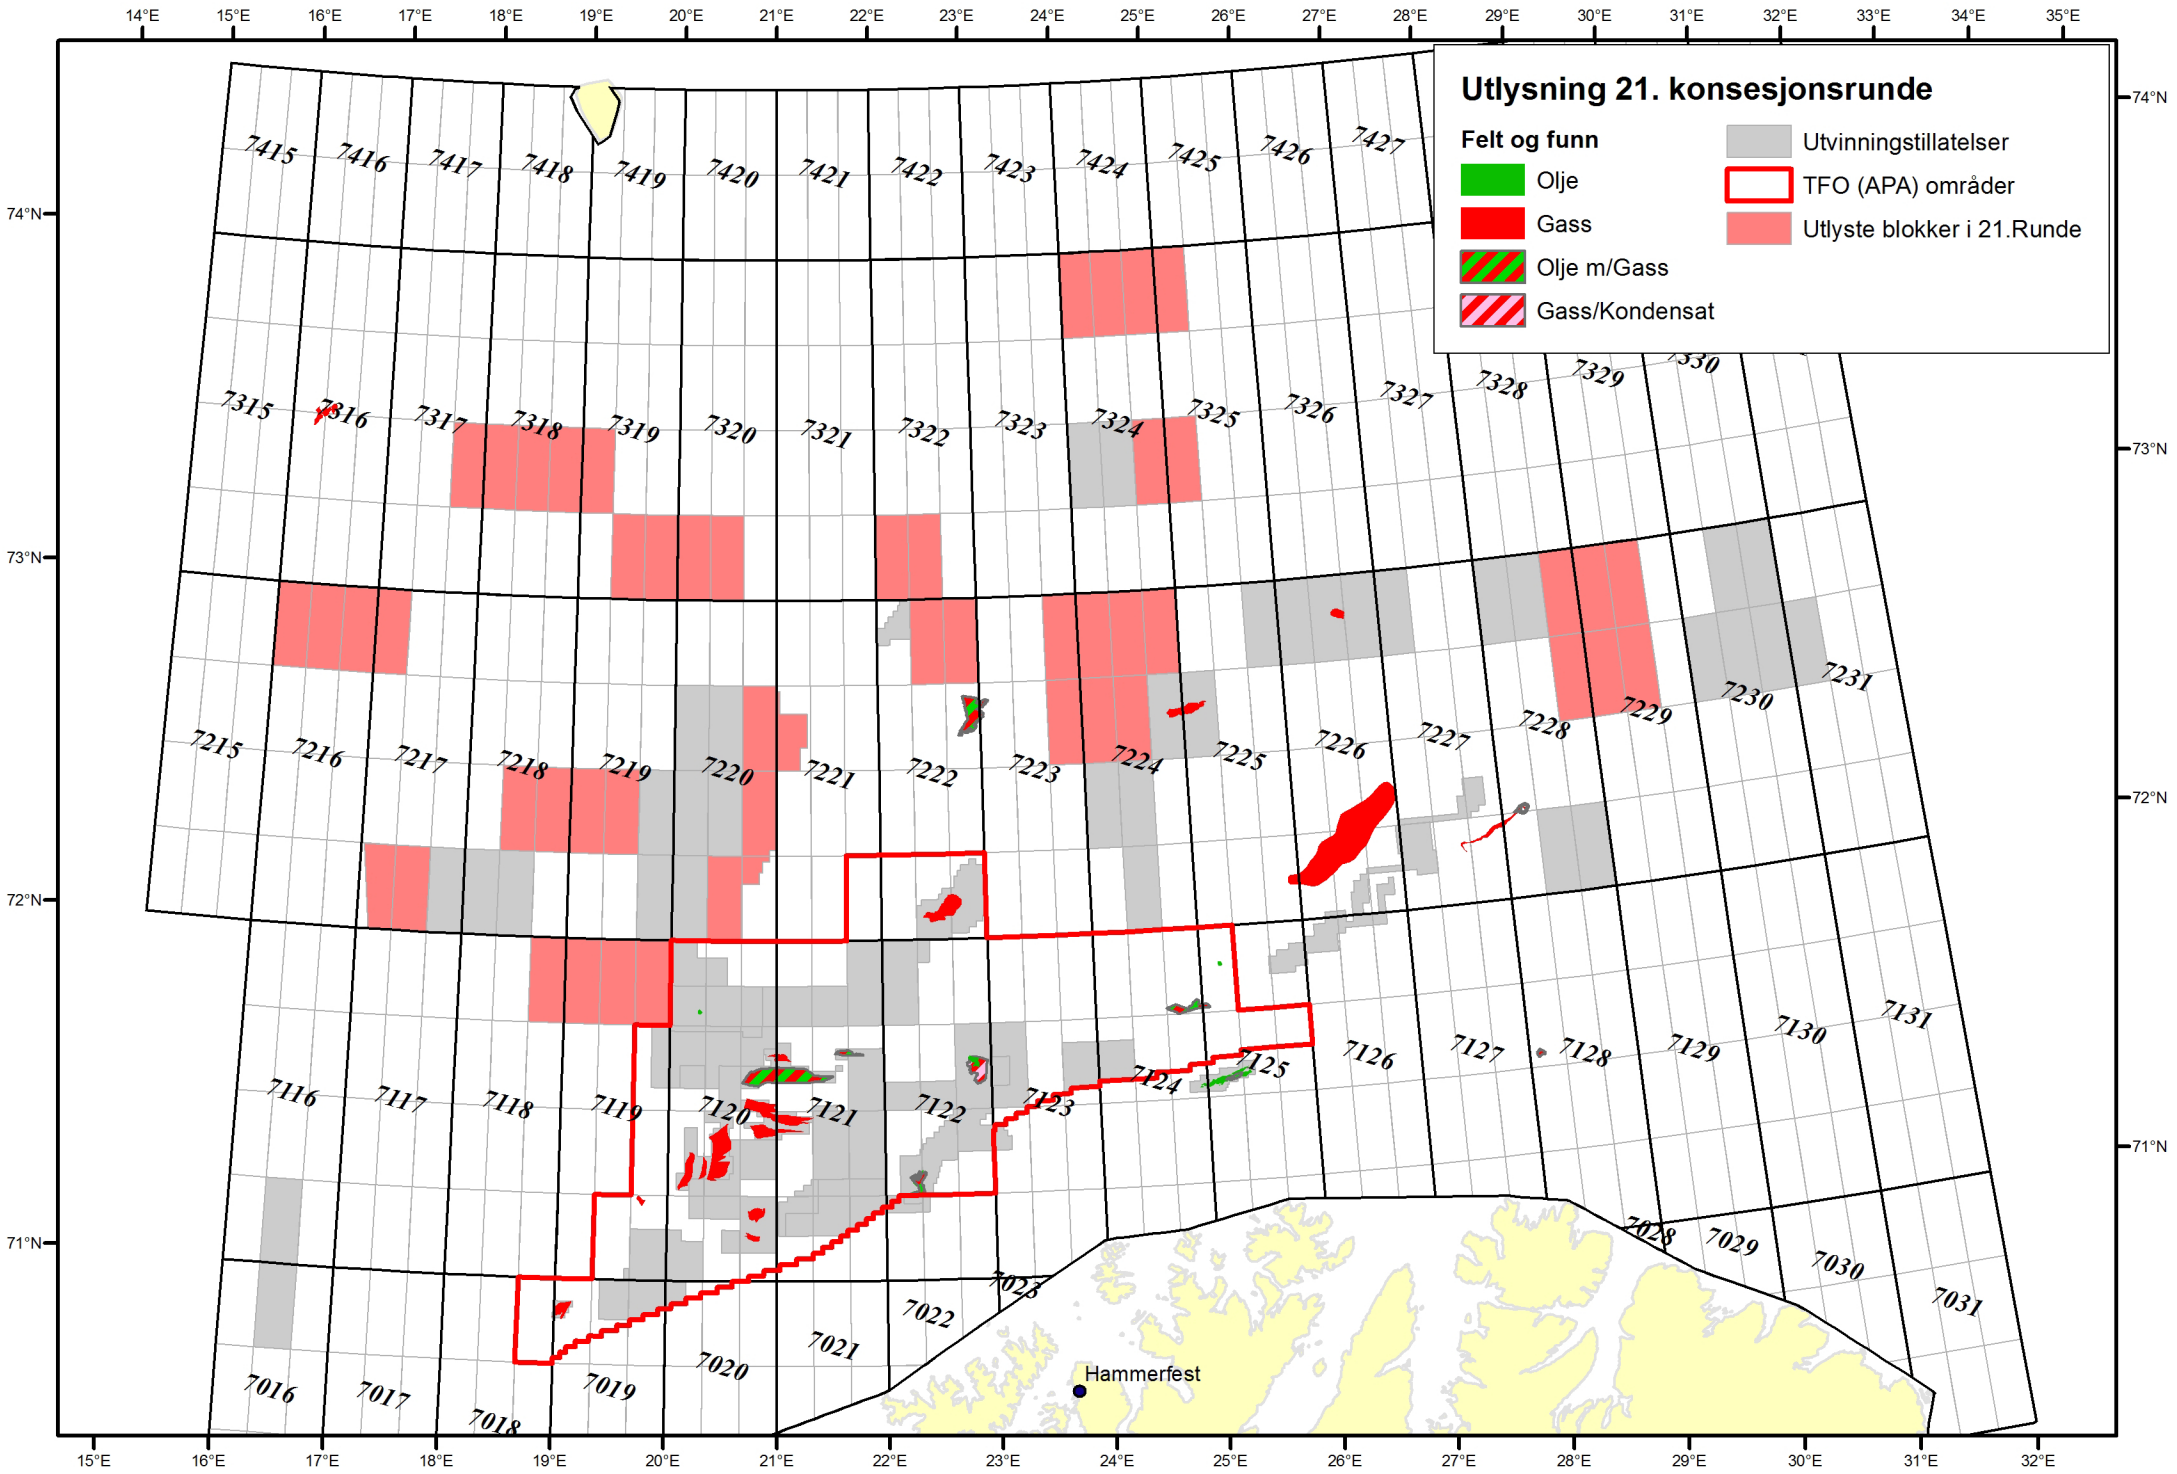 14°E 15°E 16°E 17°E 18°E 19°E 20°E 21°E 22°E 23°E 24°E 25°E 26°E 27°E 28°E 29°E 30°E 31°E 32°E 33°E 34°E 35°E
Utlysning 21. konsesjonsrunde
Felt og funn
Olje
Gass
Olje m/Gass
Gass/Kondensat
Utvinningstillatelser
TFO (APA) områder
Utlyste blokker i 21.Runde
74°N
73°N
72°N
71°N
74°N
73°N
72°N
71°N
7415 7416 7417 7418 7419 7420 7421 7422 7423 7424 7425 7426 7427
7315 7316 7317 7318 7319 7320 7321 7322 7323 7324 7325 7326 7327 7328 7329 7330
7215 7216 7217 7218 7219 7220 7221 7222 7223 7224 7225 7226 7227 7228 7229 7230 7231
7116 7117 7118 7119 7120 7121 7122 7123 7124 7125 7126 7127 7128 7129 7130 7131
7016 7017 7018 7019 7020 7021 7022 7023 7028 7029 7030 7031
Hammerfest
15°E 16°E 17°E 18°E 19°E 20°E 21°E 22°E 23°E 24°E 25°E 26°E 27°E 28°E 29°E 30°E 31°E 32°E